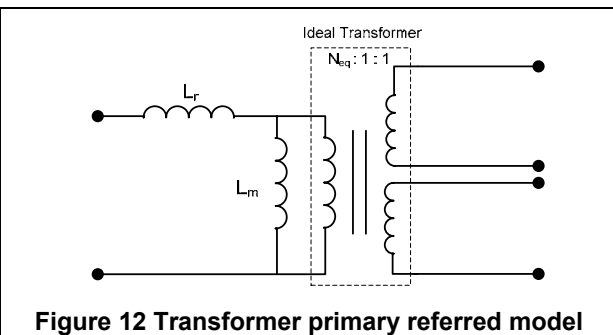 Ideal Transformer
Neq : 1 : 1
Lr
Lm
Figure 12 Transformer primary referred model